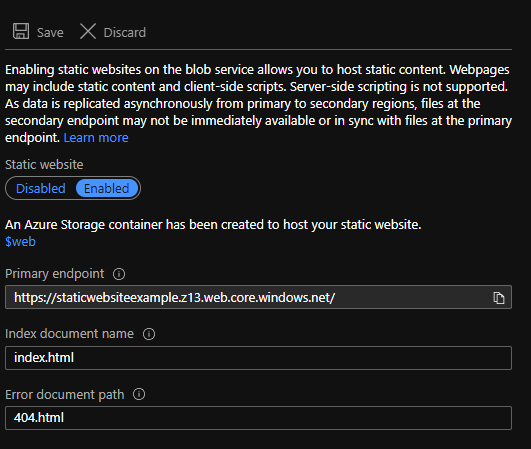 Save Discard
Enabling static websites on the blob service allows you to host static content. Webpages
may include static content and client-side scripts. Server-side scripting is not supported.
As data is replicated asynchronously from primary to secondary regions, files at the
secondary endpoint may not be immediately available or in sync with files at the primary
endpoint. Learn more
Static website
Disabled Enabled
An Azure Storage container has been created to host your static website.
$web
Primary endpoint
https://staticwebsiteexample.z13.web.core.windows.net/
Index document name
index.html
Error document path
404.html